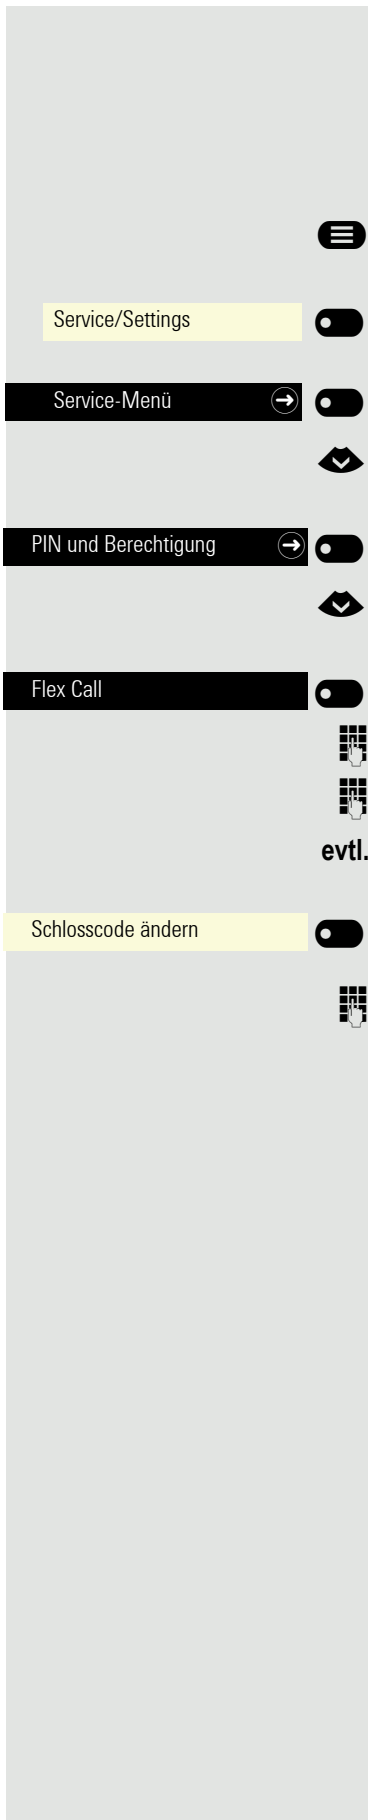 Service/Settings
Service-Menü
PIN und Berechtigung
Flex Call
evtl.
Schlosscode ändern